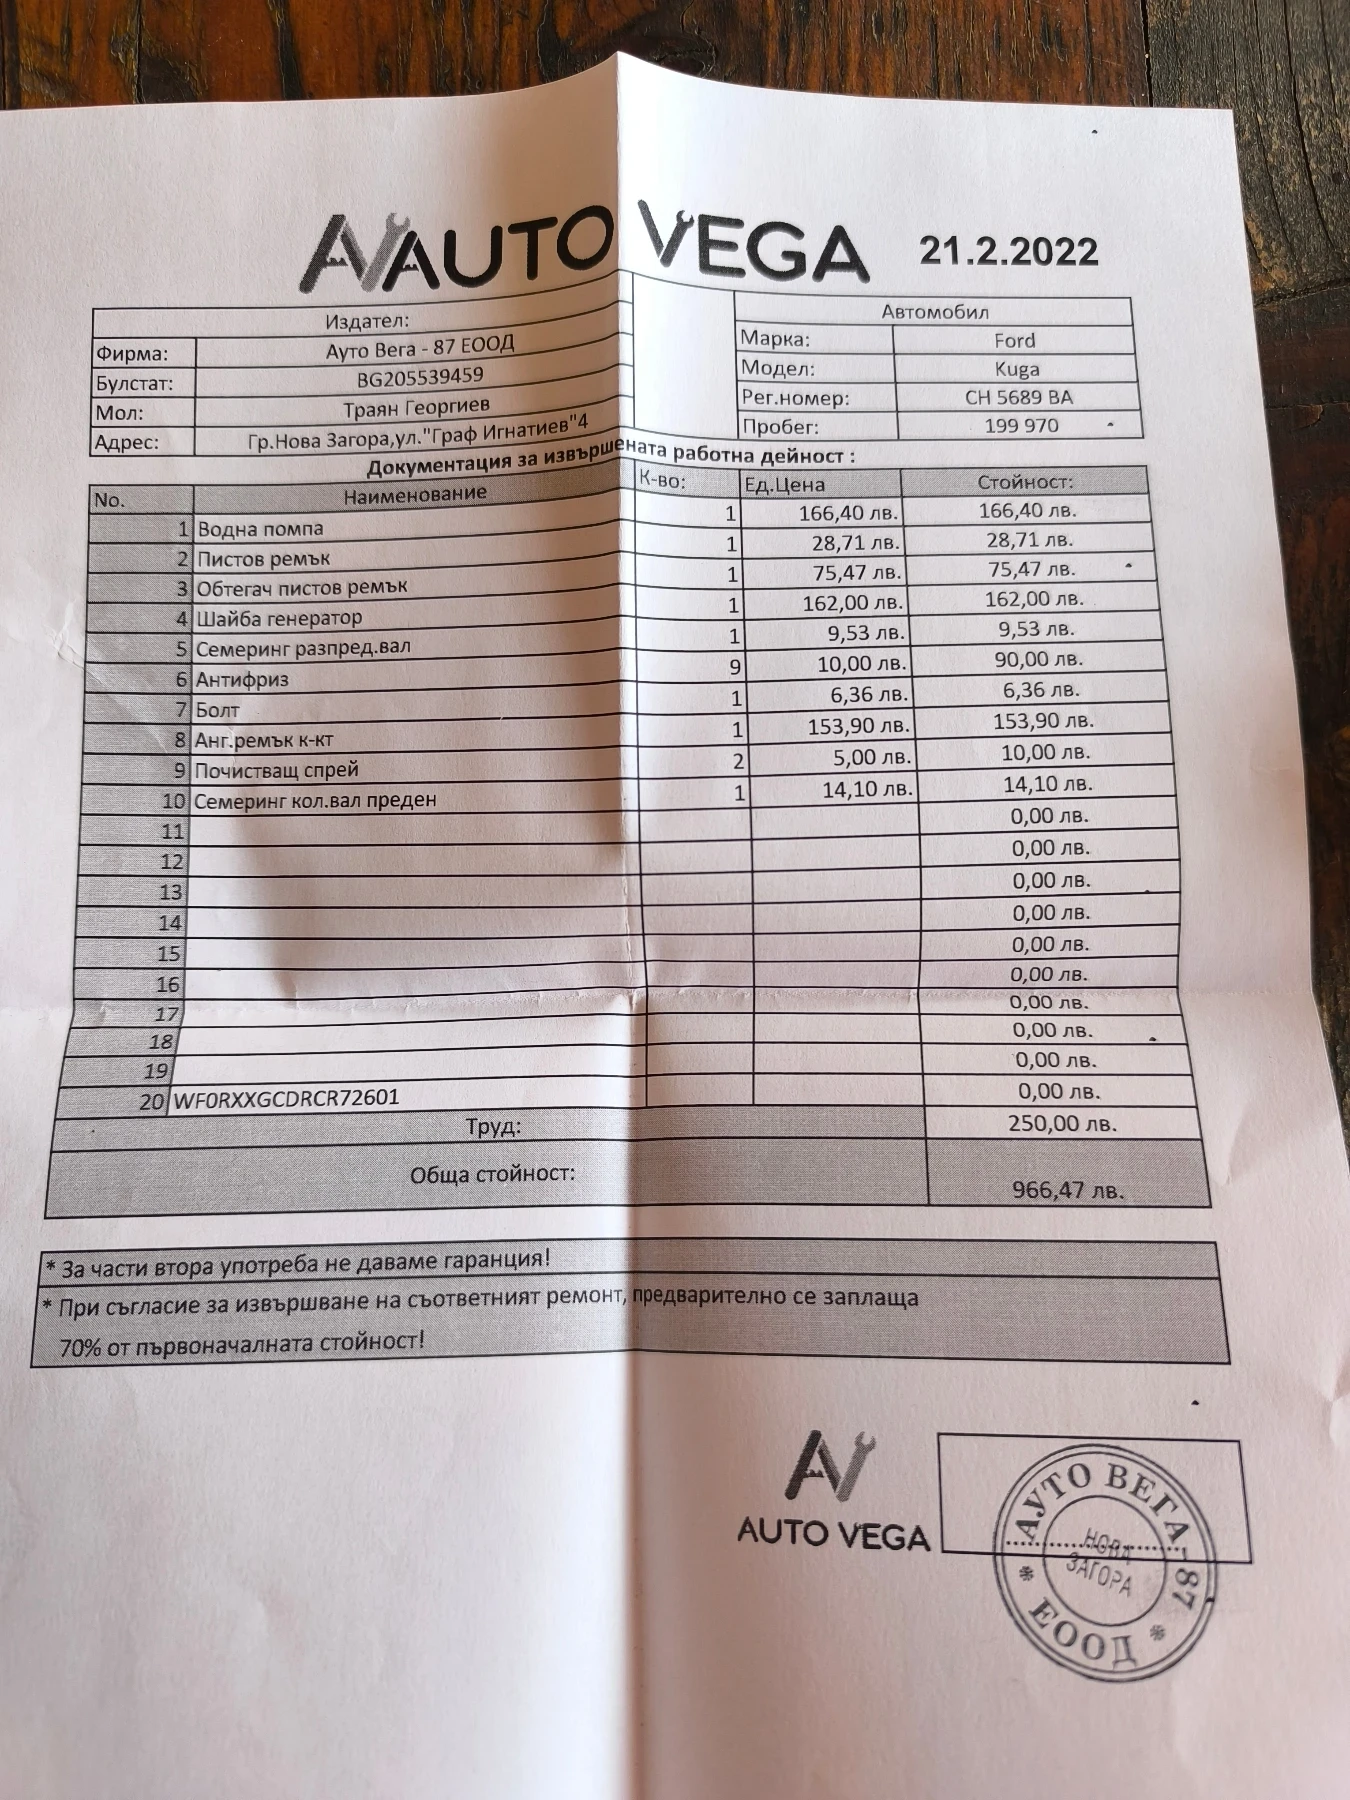 AUTO VEGA 21.2.2022
Издател: Автомобил
Фирма: Ауто Вега - 87 ЕООД Марка: Ford
Булстат: BG205539459 Модел: Kuga
Мол: Траян Георгиев Рег.номер: CH 5689 BA
Адрес: Гр.Нова Загора,ул."Граф Игнатиев"4 Пробег: 199 970
Документация за извършената работна дейност :
No. Наименование К-во: Ед.Цена Стойност:
1 Водна помпа 1 166,40 лв. 166,40 лв.
2 Пистов ремък 1 28,71 лв. 28,71 лв.
3 Обтегач пистов ремък 1 75,47 лв. 75,47 лв.
4 Шайба генератор 1 162,00 лв. 162,00 лв.
5 Семеринг разпред.вал 1 9,53 лв. 9,53 лв.
6 Антифриз 9 10,00 лв. 90,00 лв.
7 Болт 1 6,36 лв. 6,36 лв.
8 Анг.ремък к-кт 1 153,90 лв. 153,90 лв.
9 Почистващ спрей 2 5,00 лв. 10,00 лв.
10 Семеринг кол.вал преден 1 14,10 лв. 14,10 лв.
11 0,00 лв.
12 0,00 лв.
13 0,00 лв.
14 0,00 лв.
15 0,00 лв.
16 0,00 лв.
17 0,00 лв.
18 0,00 лв.
19 0,00 лв.
20 WF0RXXGCDRCR72601 0,00 лв.
Труд: 250,00 лв.
Обща стойност: 966,47 лв.
* За части втора употреба не даваме гаранция!
* При съгласие за извършване на съответният ремонт, предварително се заплаща
70% от първоначалната стойност!
AUTO VEGA
АУТО ВЕГА - 87
НОВА
ЗАГОРА
* ЕООД *